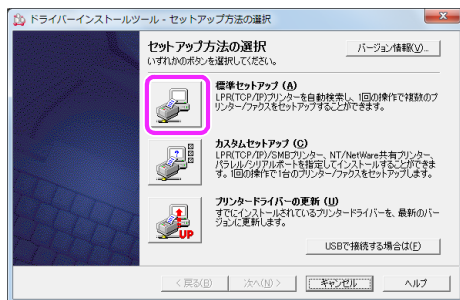 ドライバーインストールツール - セットアップ方法の選択
セットアップ方法の選択
バージョン情報(V)...
いずれかのボタンを選択してください。
標準セットアップ (A)
LPR(TCP/IP)プリンターを自動検索し、1回の操作で複数のプ
リンター/ファクスをセットアップすることができます。
カスタムセットアップ (C)
LPR(TCP/IP)/SMBプリンター、NT/NetWare共有プリンター、
パラレル/シリアルポートを指定してインストールすることができま
す。1回の操作で1台のプリンター/ファクスをセットアップします。
プリンタードライバーの更新 (U)
すでにインストールされているプリンタードライバーを、最新のバー
ジョンに更新します。
UP
USBで接続する場合は(F)
< 戻る(B)
次へ(N) >
キャンセル
ヘルプ